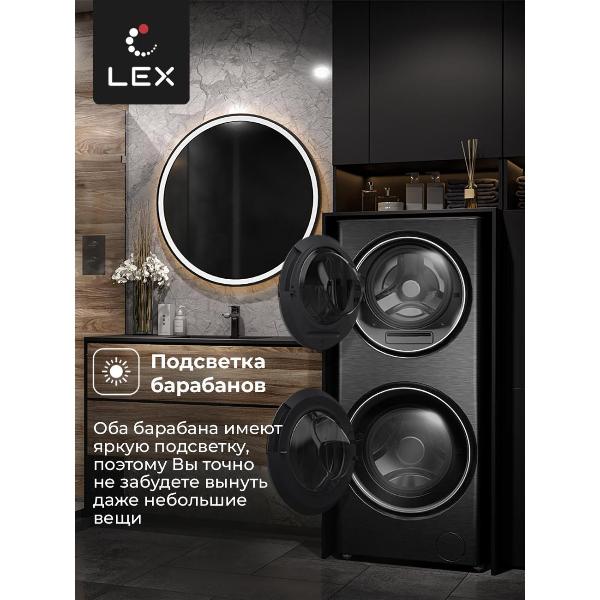 LEX
Подсветка
барабанов
Оба барабана имеют
яркую подсветку,
поэтому Вы точно
не забудете вынуть
даже небольшие
вещи